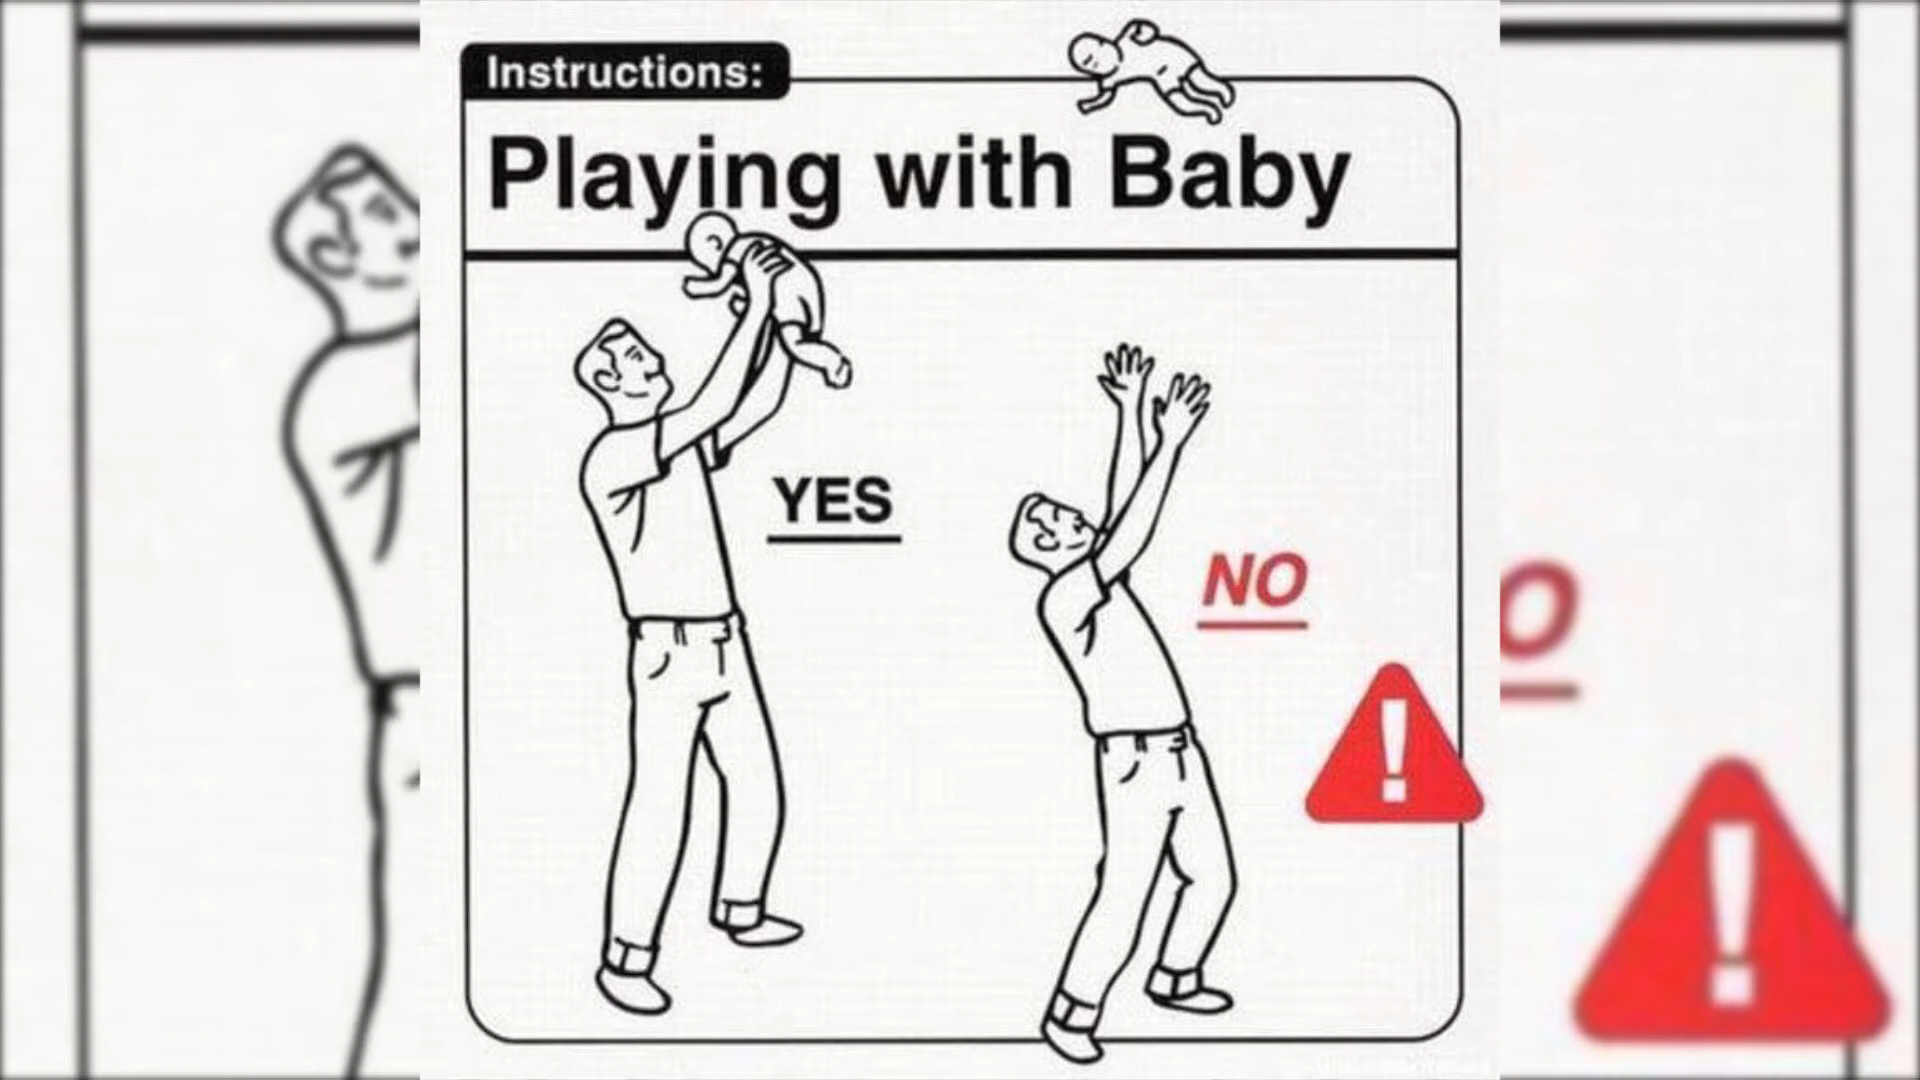 Instructions:
Playing with Baby
YES
NO
!
O
!